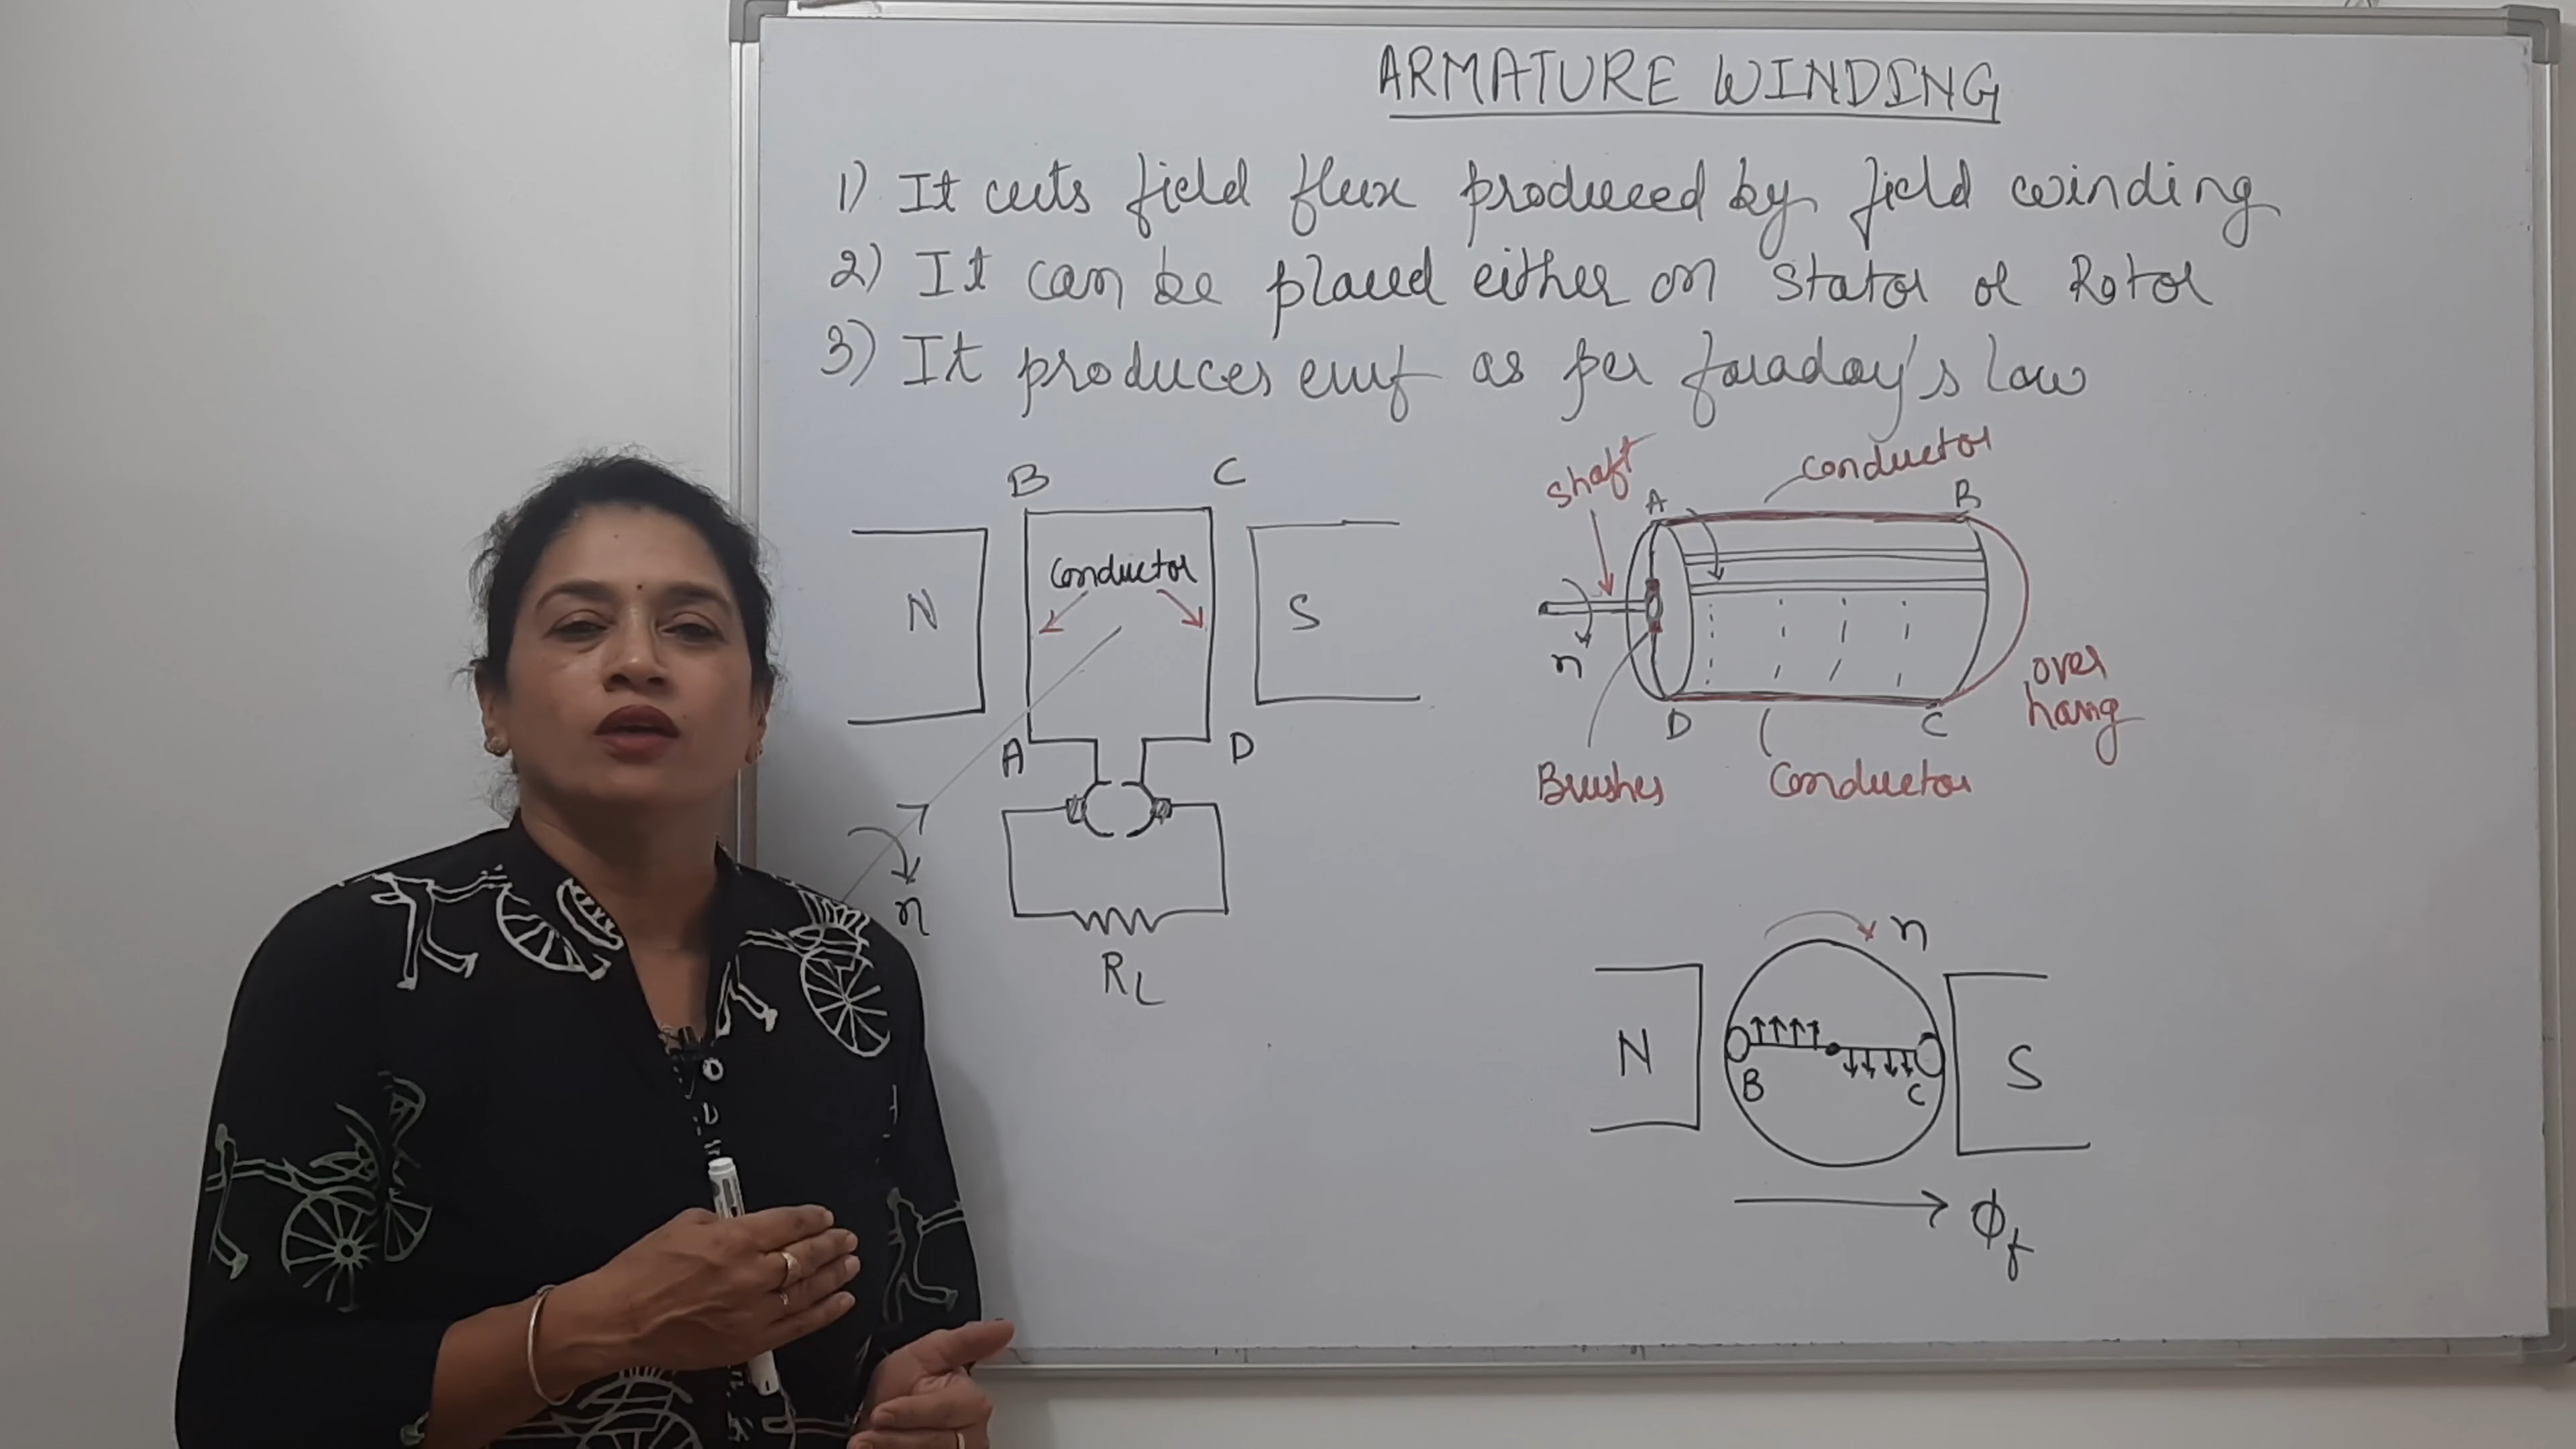 ARMATURE WINDING
1) It cuts field flux produced by field winding
2) It can be placed either on Stator or Rotor
3) It produces emf as per faraday's law
B C
N Conductor S
A D
n
RL
shaft conductor
A B
n
over
hang
D C
Brushes Conductor
n
N B C S
ϕf